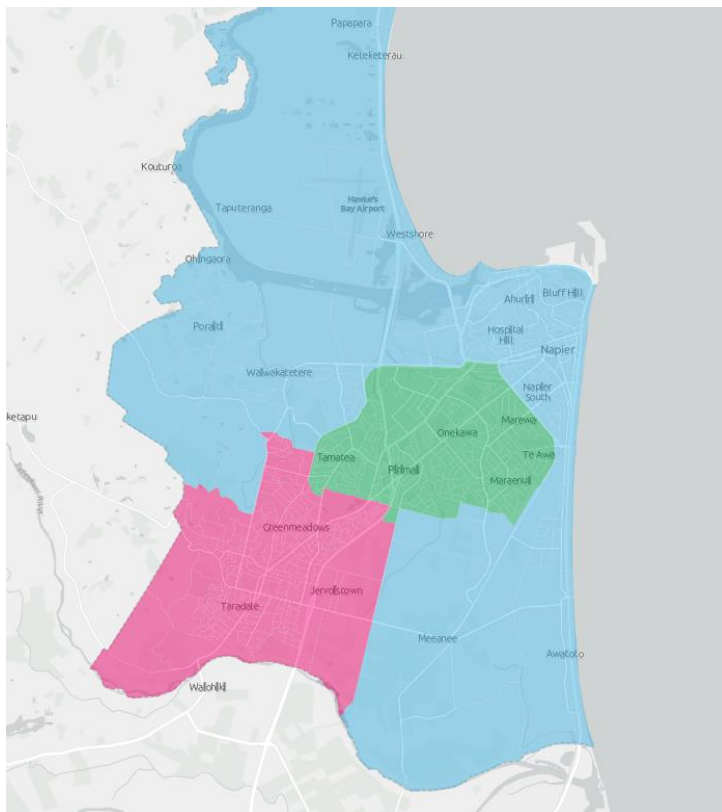 Papapara
Keteketerau
Kouturoa
Taputeranga
Hawke's
Bay Airport
Westshore
Ohingaora
Ahuriri
Bluff Hill
Poraiti
Hospital
Hill
Napier
Waiwakatetere
Napier
South
ketapu
Onekawa
Marewa
Te Awa
Tamatea
Pirimai
Maraenui
Greenmeadows
Jervoistown
Taradale
Meeanee
Awatoto
Waiohiki